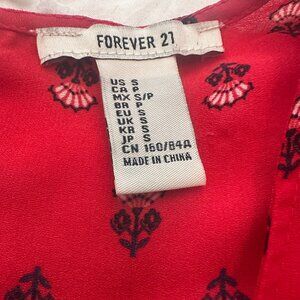 FOREVER 21
US S
CA P
MX S/P
BR P
EU S
UK S
KR S
JP S
CN 160/84A
MADE IN CHINA